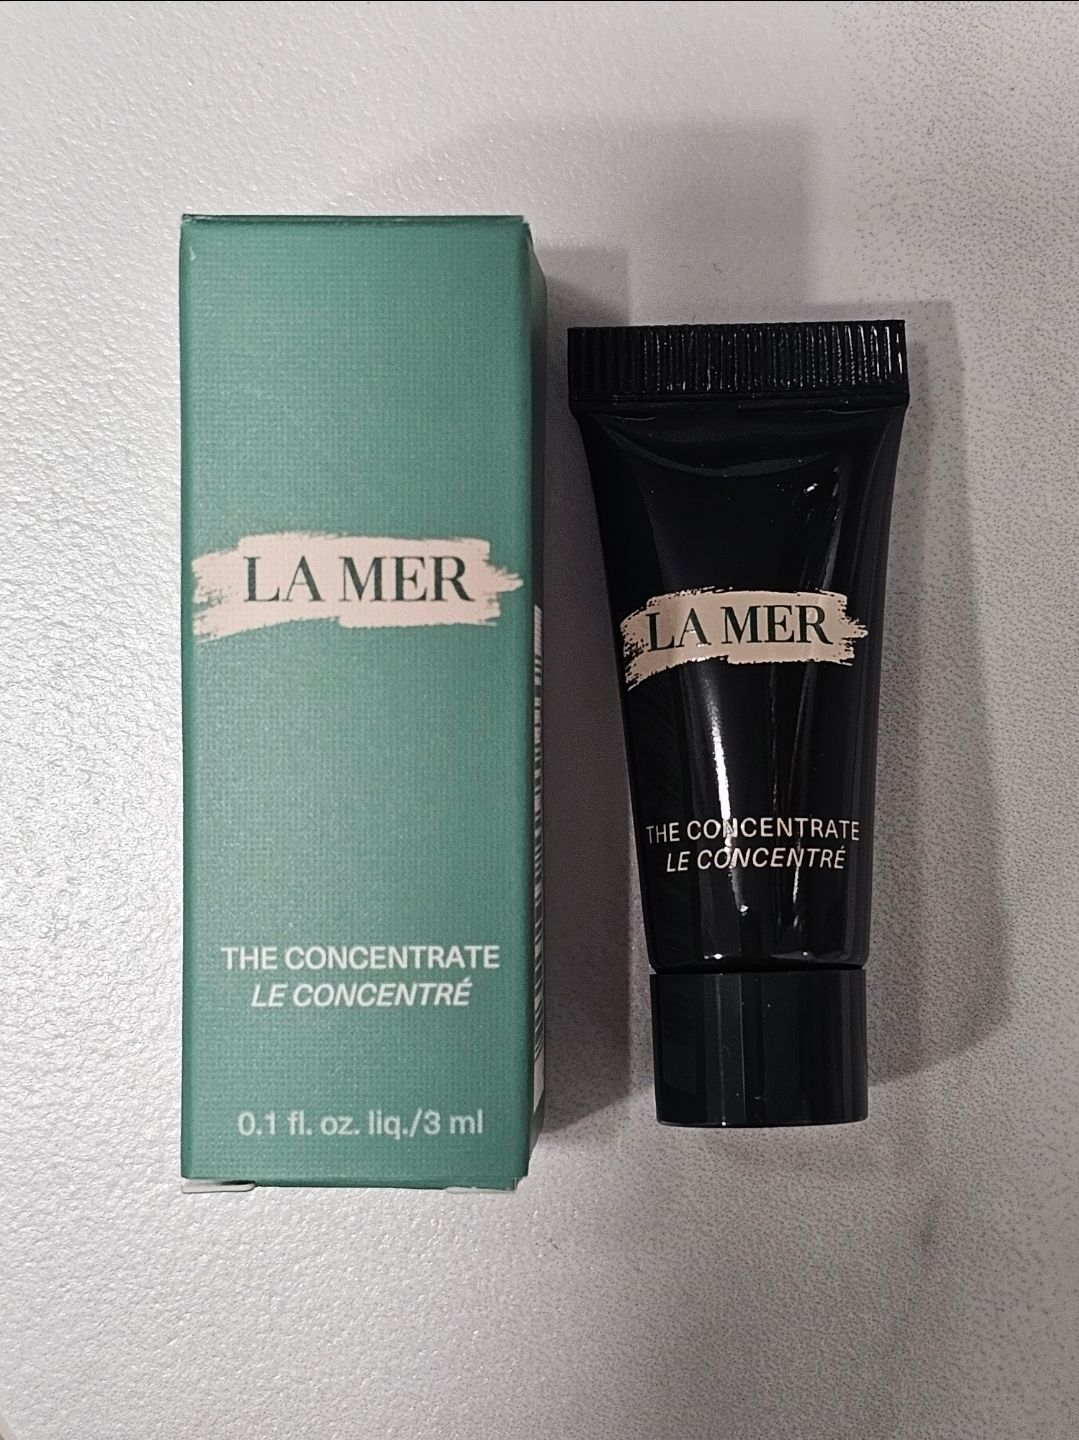 LA MER
THE CONCENTRATE
LE CONCENTRÉ
0.1 fl. oz. liq./3 ml
LA MER
THE CONCENTRATE
LE CONCENTRÉ